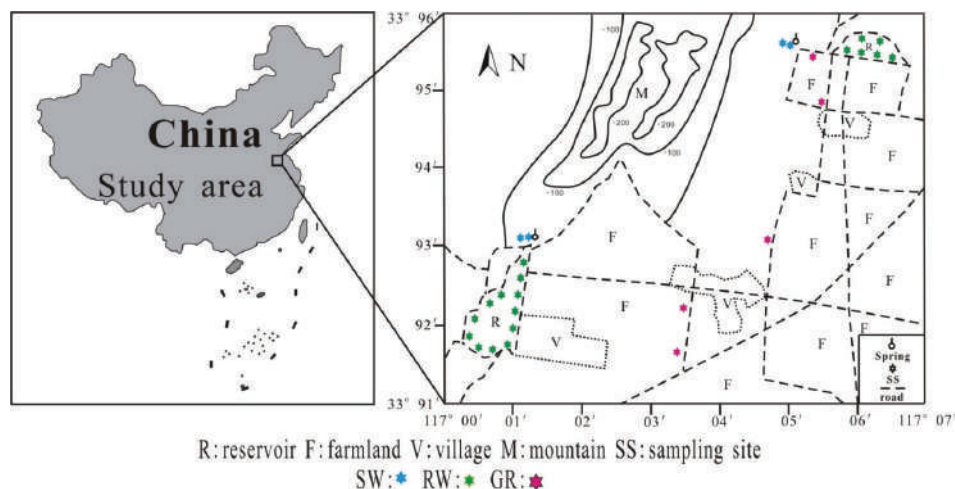 China
Study area
33° 96'
95'
94'
93'
92'
33° 91'
117° 00' 01' 02' 03' 04' 05' 06' 117° 07'
N
-100
M
-200 -200
-100
-100
R
F F
V
F
V
F
F F
F
R
F
V
V
F
F
F
F
Spring
SS
road
R:reservoir F:farmland V:village M:mountain SS:sampling site
SW: RW: GR: